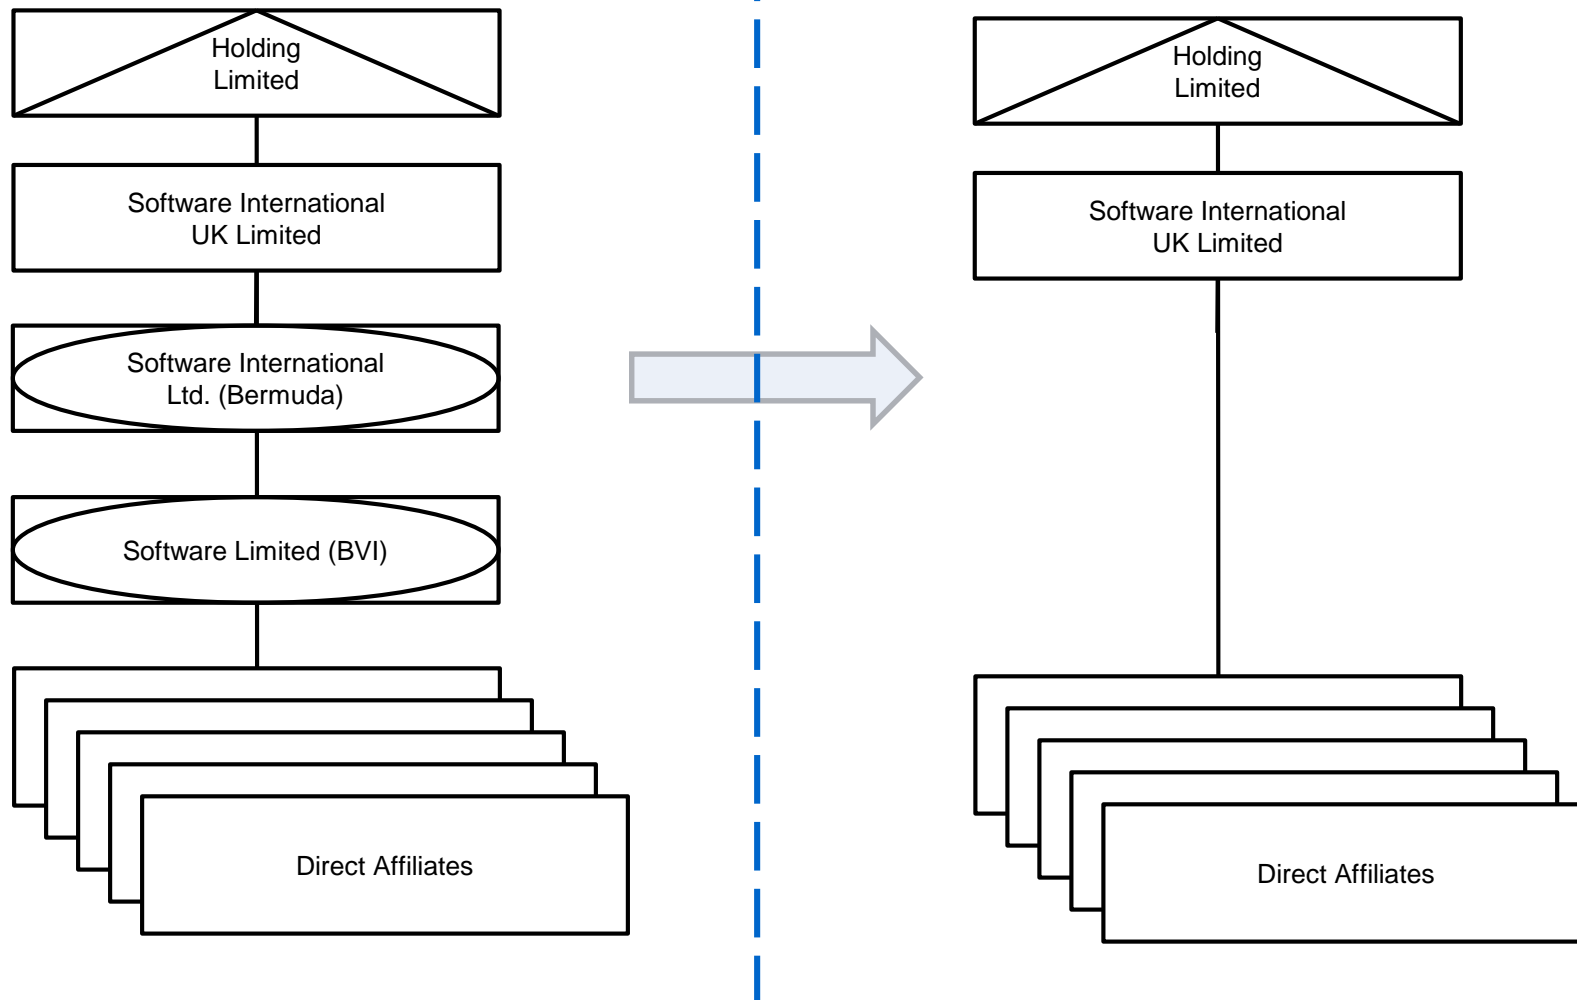 Holding
Limited
Software International
UK Limited
Software International
Ltd. (Bermuda)
Software Limited (BVI)
Direct Affiliates
Holding
Limited
Software International
UK Limited
Direct Affiliates